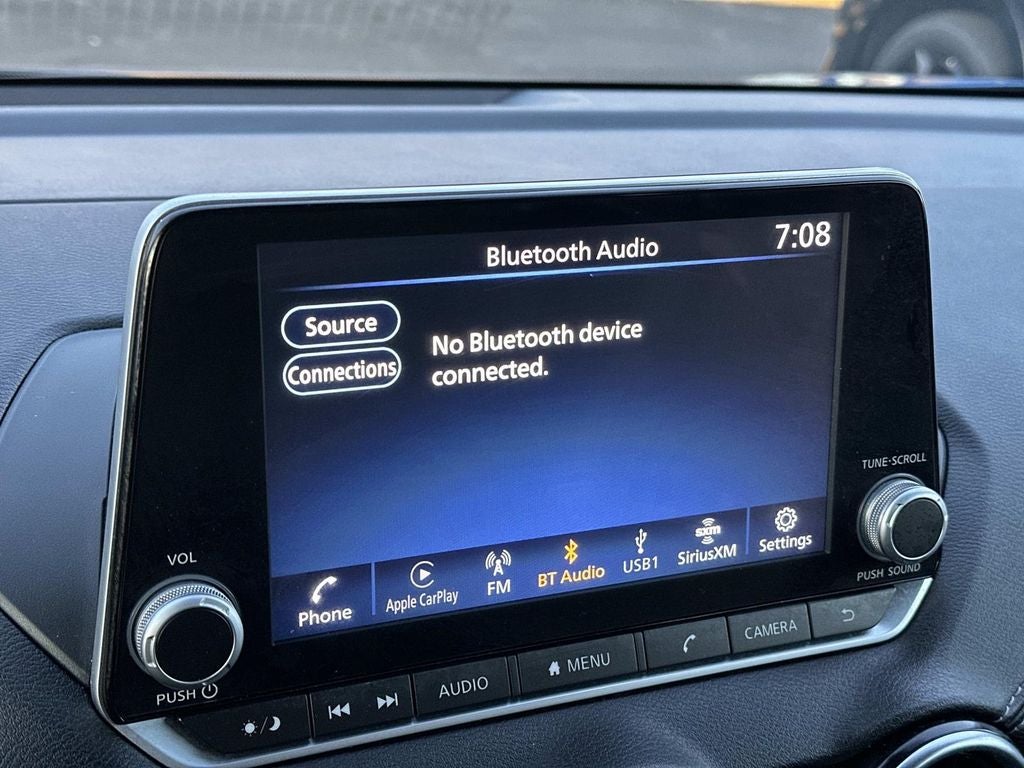 Bluetooth Audio
7:08
Source
No Bluetooth device
Connections
connected.
TUNE·SCROLL
PUSH SOUND
VOL
PUSH
Phone
Apple CarPlay
FM
BT Audio
USB1
sxm
SiriusXM
Settings
AUDIO
MENU
CAMERA